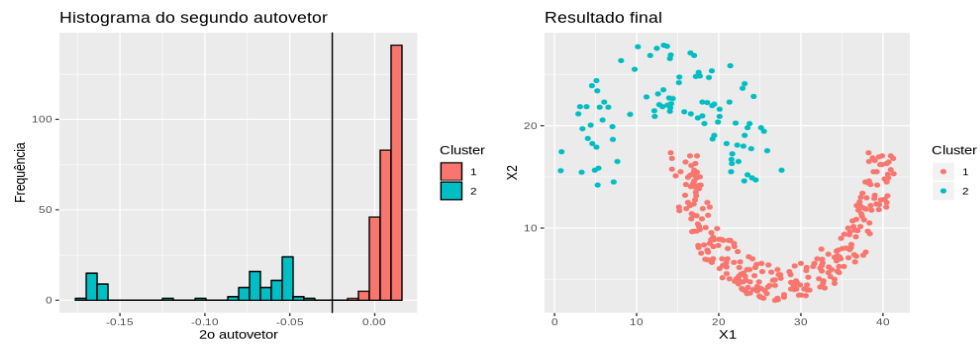 Histograma do segundo autovetor
Frequência
100
50
0
-0.15 -0.10 -0.05 0.00
2o autovetor
Cluster
1
2
Resultado final
X2
20
10
0 10 20 30 40
X1
Cluster
1
2